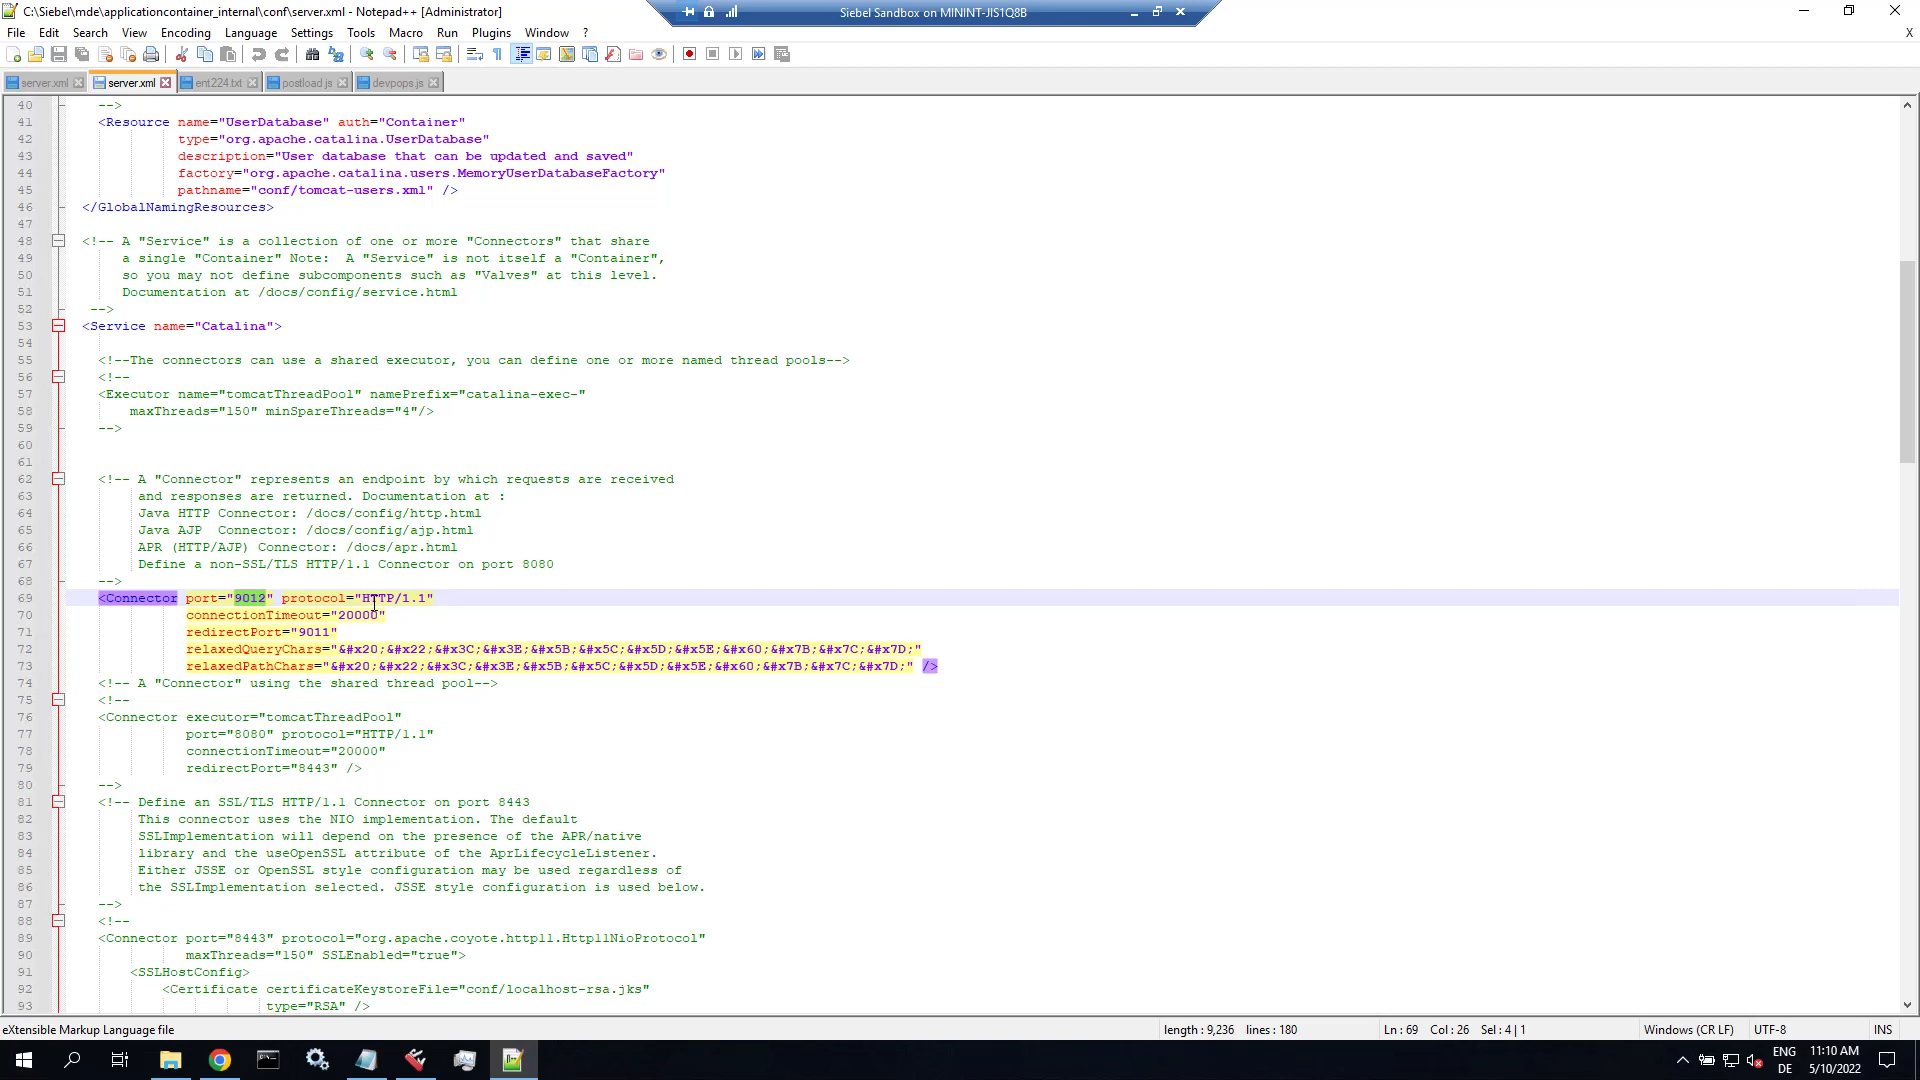 C:\Siebel\mde\applicationcontainer_internal\conf\server.xml - Notepad++ [Administrator]
Siebel Sandbox on MININT-JIS1Q8B
File Edit Search View Encoding Language Settings Tools Macro Run Plugins Window ? X
server.xml server.xml ent224.txt postload.js devpops.js
40 -->
41 <Resource name="UserDatabase" auth="Container"
42 type="org.apache.catalina.UserDatabase"
43 description="User database that can be updated and saved"
44 factory="org.apache.catalina.users.MemoryUserDatabaseFactory"
45 pathname="conf/tomcat-users.xml" />
46 </GlobalNamingResources>
47
48 <!-- A "Service" is a collection of one or more "Connectors" that share
49 a single "Container" Note:  A "Service" is not itself a "Container",
50 so you may not define subcomponents such as "Valves" at this level.
51 Documentation at /docs/config/service.html
52 -->
53 <Service name="Catalina">
54
55 <!--The connectors can use a shared executor, you can define one or more named thread pools-->
56 <!--
57 <Executor name="tomcatThreadPool" namePrefix="catalina-exec-"
58 maxThreads="150" minSpareThreads="4"/>
59 -->
60
61
62 <!-- A "Connector" represents an endpoint by which requests are received
63 and responses are returned. Documentation at :
64 Java HTTP Connector: /docs/config/http.html
65 Java AJP  Connector: /docs/config/ajp.html
66 APR (HTTP/AJP) Connector: /docs/apr.html
67 Define a non-SSL/TLS HTTP/1.1 Connector on port 8080
68 -->
69 <Connector port="9012" protocol="HTTP/1.1"
70 connectionTimeout="20000"
71 redirectPort="9011"
72 relaxedQueryChars="&#x20;&#x22;&#x3C;&#x3E;&#x5B;&#x5C;&#x5D;&#x5E;&#x60;&#x7B;&#x7C;&#x7D;"
73 relaxedPathChars="&#x20;&#x22;&#x3C;&#x3E;&#x5B;&#x5C;&#x5D;&#x5E;&#x60;&#x7B;&#x7C;&#x7D;" />
74 <!-- A "Connector" using the shared thread pool-->
75 <!--
76 <Connector executor="tomcatThreadPool"
77 port="8080" protocol="HTTP/1.1"
78 connectionTimeout="20000"
79 redirectPort="8443" />
80 -->
81 <!-- Define an SSL/TLS HTTP/1.1 Connector on port 8443
82 This connector uses the NIO implementation. The default
83 SSLImplementation will depend on the presence of the APR/native
84 library and the useOpenSSL attribute of the AprLifecycleListener.
85 Either JSSE or OpenSSL style configuration may be used regardless of
86 the SSLImplementation selected. JSSE style configuration is used below.
87 -->
88 <!--
89 <Connector port="8443" protocol="org.apache.coyote.http11.Http11NioProtocol"
90 maxThreads="150" SSLEnabled="true">
91 <SSLHostConfig>
92 <Certificate certificateKeystoreFile="conf/localhost-rsa.jks"
93 type="RSA" />
eXtensible Markup Language file length : 9,236 lines : 180 Ln : 69 Col : 26 Sel : 4 | 1 Windows (CR LF) UTF-8 INS
ENG 11:10 AM
DE 5/10/2022